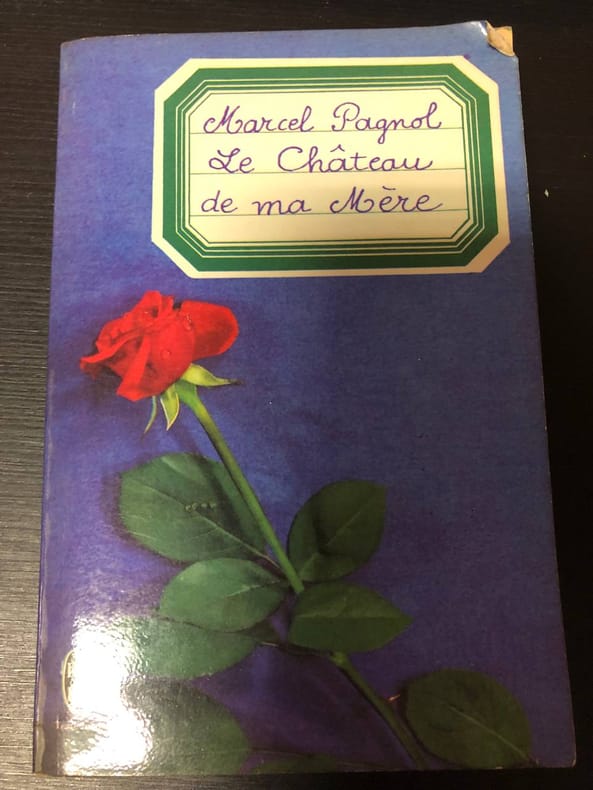 Marcel Pagnol
Le Château
de ma Mère